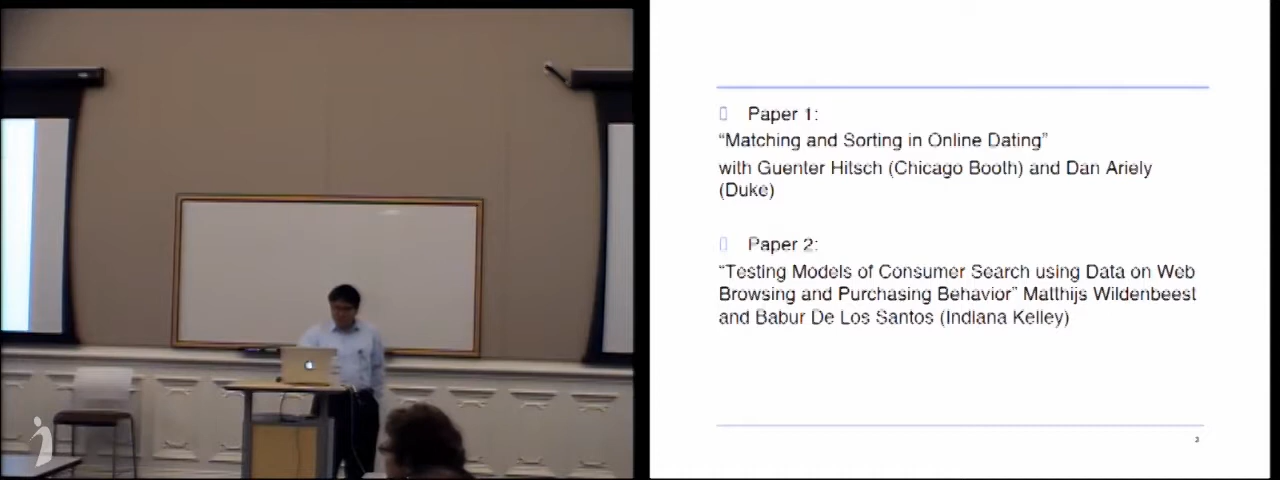 Paper 1:
“Matching and Sorting in Online Dating”
with Guenter Hitsch (Chicago Booth) and Dan Ariely
(Duke)
Paper 2:
“Testing Models of Consumer Search using Data on Web
Browsing and Purchasing Behavior” Matthijs Wildenbeest
and Babur De Los Santos (Indiana Kelley)
3